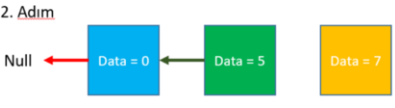 2. Adım
Null
Data = 0
Data = 5
Data = 7